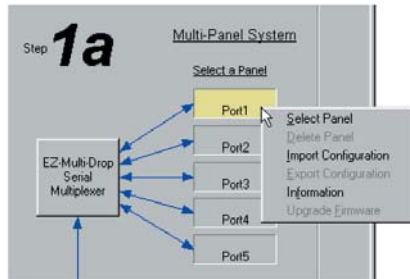 Step 1a
Multi-Panel System
Select a Panel
Port1
Port2
Port3
Port4
Port5
EZ-Multi-Drop
Serial
Multiplexer
Select Panel
Delete Panel
Import Configuration
Export Configuration
Information
Upgrade Firmware